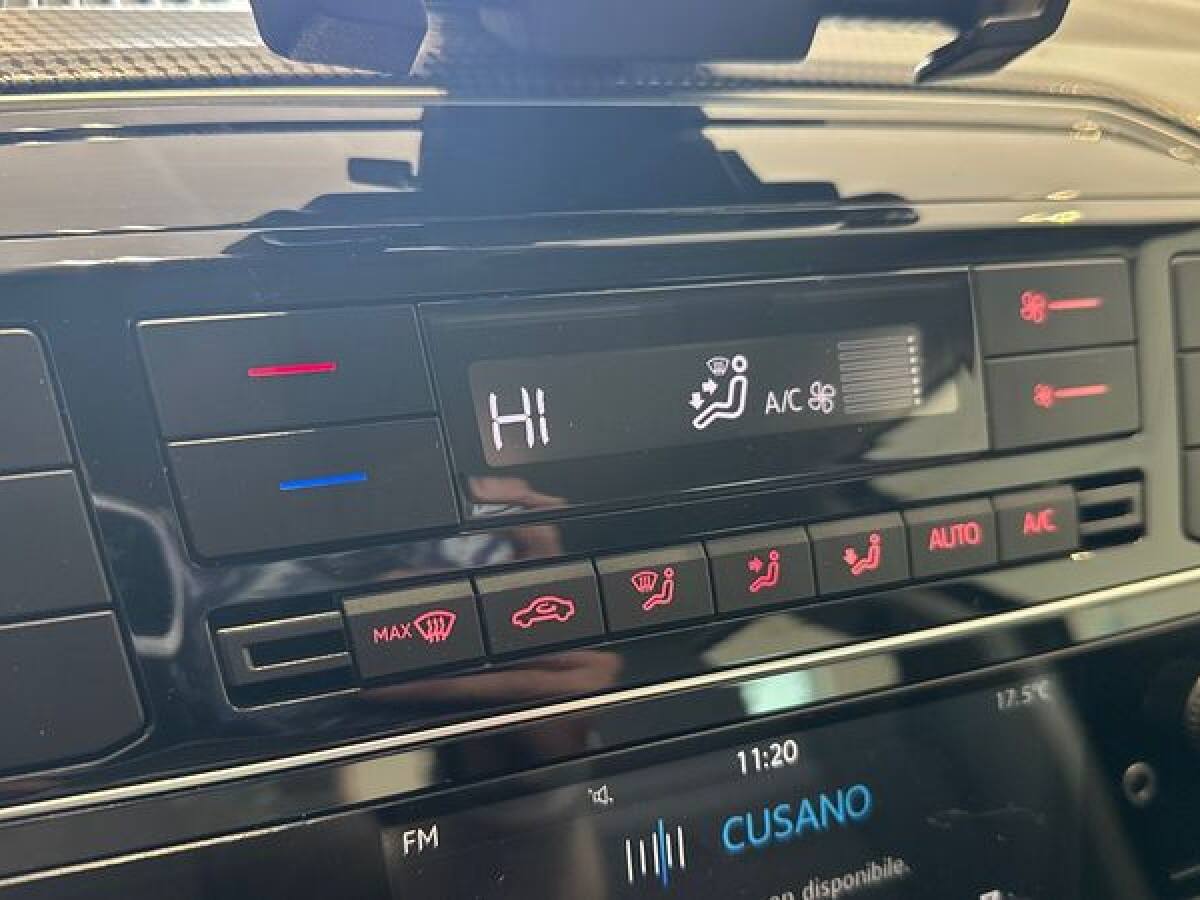 HI
A/C
MAX
AUTO
A/C
17.5°C
11:20
FM
CUSANO
disponibile.